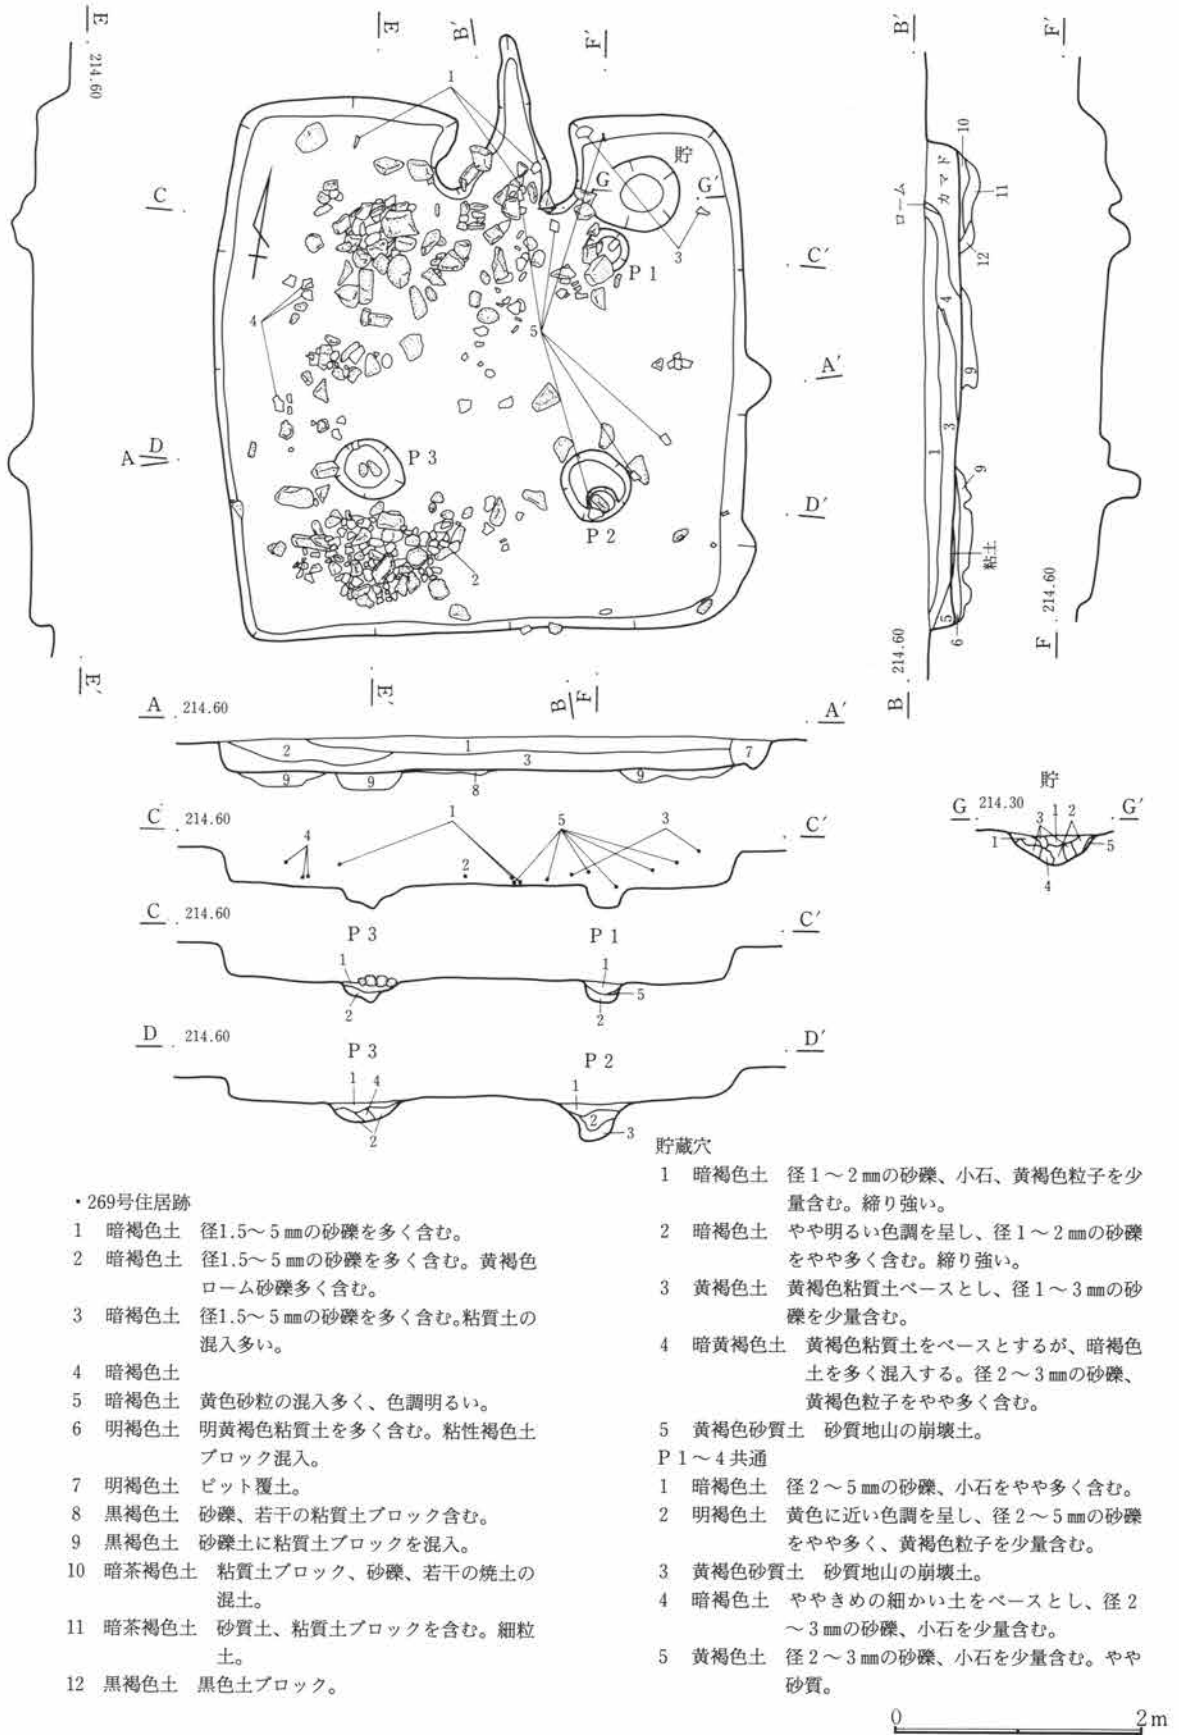 E
214.60
E
B′
F′
1
貯
G
G′
C
3
P 1
C′
4
5
A′
A
D
P 3
D′
P 2
2
E′
E′
B
F
B′
F′
10
カマド
11
ローム
12
4
9
3
1
9
粘土
5
6
214.60
B
214.60
F
A 214.60
A′
2
1
3
7
9
9
8
9
C 214.60
C′
4
1
2
5
3
C 214.60
C′
P 3
P 1
1
2
1
5
2
D 214.60
D′
P 3
P 2
1
4
2
1
2
3
貯
G 214.30
G′
3 1 2
1
5
4
・269号住居跡
1 暗褐色土 径1.5〜5㎜の砂礫を多く含む。
2 暗褐色土 径1.5〜5㎜の砂礫を多く含む。黄褐色
ローム砂礫多く含む。
3 暗褐色土 径1.5〜5㎜の砂礫を多く含む。粘質土の
混入多い。
4 暗褐色土
5 暗褐色土 黄色砂粒の混入多く、色調明るい。
6 明褐色土 明黄褐色粘質土を多く含む。粘性褐色土
ブロック混入。
7 明褐色土 ピット覆土。
8 黒褐色土 砂礫、若干の粘質土ブロック含む。
9 黒褐色土 砂礫土に粘質土ブロックを混入。
10 暗茶褐色土 粘質土ブロック、砂礫、若干の焼土の
混土。
11 暗茶褐色土 砂質土、粘質土ブロックを含む。細粒
土。
12 黒褐色土 黒色土ブロック。
貯蔵穴
1 暗褐色土 径1〜2㎜の砂礫、小石、黄褐色粒子を少
量含む。締り強い。
2 暗褐色土 やや明るい色調を呈し、径1〜2㎜の砂礫
をやや多く含む。締り強い。
3 黄褐色土 黄褐色粘質土ベースとし、径1〜3㎜の砂
礫を少量含む。
4 暗黄褐色土 黄褐色粘質土をベースとするが、暗褐色
土を多く混入する。径2〜3㎜の砂礫、
黄褐色粒子をやや多く含む。
5 黄褐色砂質土 砂質地山の崩壊土。
P 1〜4共通
1 暗褐色土 径2〜5㎜の砂礫、小石をやや多く含む。
2 明褐色土 黄色に近い色調を呈し、径2〜5㎜の砂礫
をやや多く、黄褐色粒子を少量含む。
3 黄褐色砂質土 砂質地山の崩壊土。
4 暗褐色土 ややきめの細かい土をベースとし、径2
〜3㎜の砂礫、小石を少量含む。
5 黄褐色土 径2〜3㎜の砂礫、小石を少量含む。やや
砂質。
0 2m